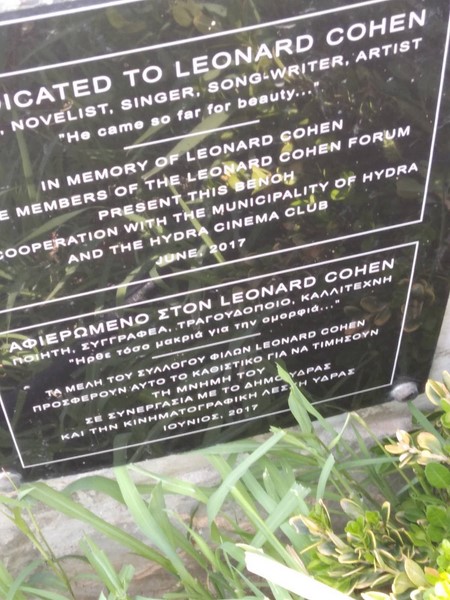 DICATED TO LEONARD COHEN
, NOVELIST, SINGER, SONG-WRITER, ARTIST
"He came so far for beauty..."
IN MEMORY OF LEONARD COHEN
E MEMBERS OF THE LEONARD COHEN FORUM
PRESENT THIS BENCH
COOPERATION WITH THE MUNICIPALITY OF HYDRA
AND THE HYDRA CINEMA CLUB
JUNE, 2017
ΑΦΙΕΡΩΜΕΝΟ ΣΤΟΝ LEONARD COHEN
ΠΟΙΗΤΗ, ΣΥΓΓΡΑΦΕΑ, ΤΡΑΓΟΥΔΟΠΟΙΟ, ΚΑΛΛΙΤΕΧΝΗ
"Ηρθε τόσο μακριά για την ομορφιά..."
ΤΑ ΜΕΛΗ ΤΟΥ ΣΥΛΛΟΓΟΥ ΦΙΛΩΝ LEONARD COHEN
ΠΡΟΣΦΕΡΟΥΝ ΑΥΤΟ ΤΟ ΚΑΘΙΣΤΙΚΟ ΓΙΑ ΝΑ ΤΙΜΗΣΟΥΝ
ΤΗ ΜΝΗΜΗ ΤΟΥ
ΣΕ ΣΥΝΕΡΓΑΣΙΑ ΜΕ ΤΟ ΔΗΜΟ ΥΔΡΑΣ
ΚΑΙ ΤΗΝ ΚΙΝΗΜΑΤΟΓΡΑΦΙΚΗ ΛΕΣΧΗ ΥΔΡΑΣ
ΙΟΥΝΙΟΣ, 2017